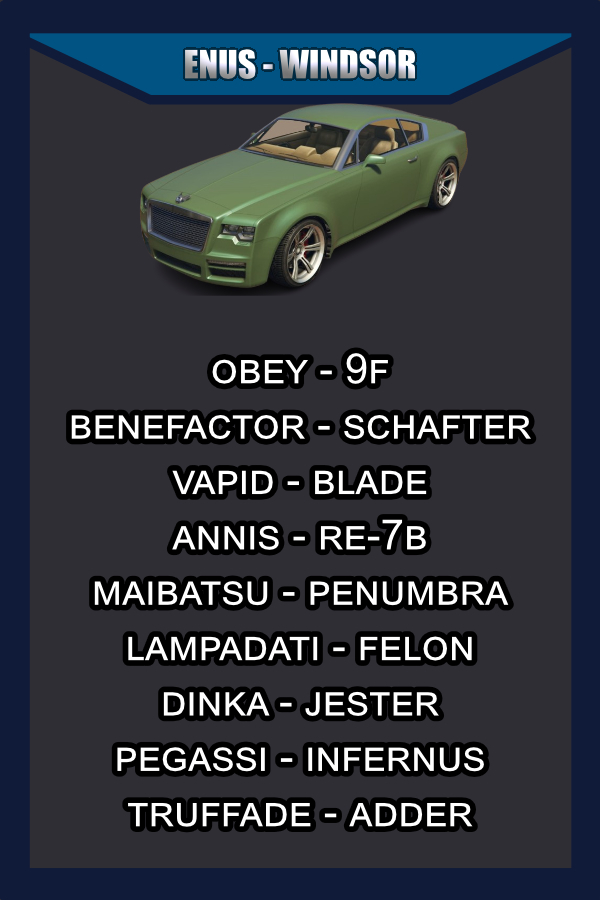 ENUS - WINDSOR
OBEY - 9F
BENEFACTOR - SCHAFTER
VAPID - BLADE
ANNIS - RE-7B
MAIBATSU - PENUMBRA
LAMPADATI - FELON
DINKA - JESTER
PEGASSI - INFERNUS
TRUFFADE - ADDER